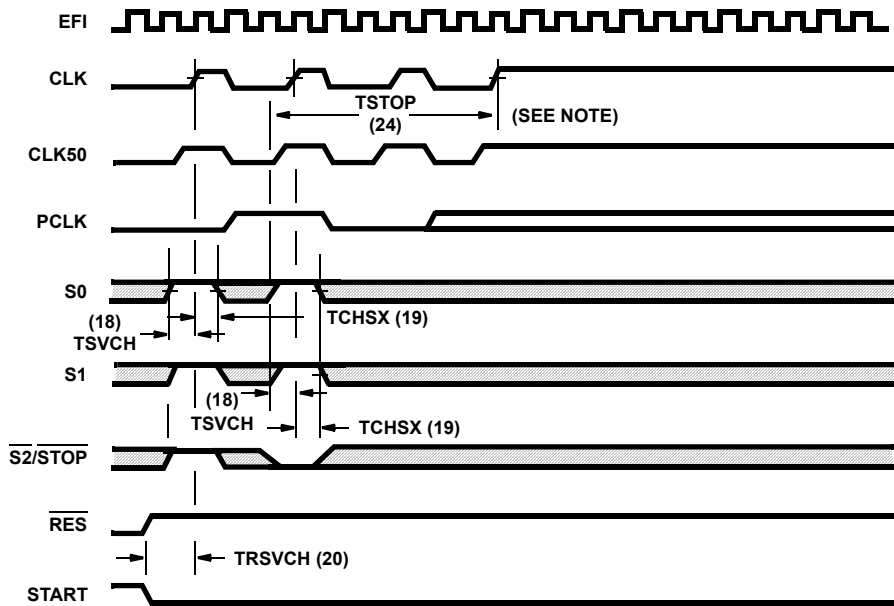 EFI
CLK
TSTOP
(24)
(SEE NOTE)
CLK50
PCLK
S0
(18)
TSVCH
TCHSX (19)
S1
(18)
TSVCH
TCHSX (19)
S2/STOP
RES
TRSVCH (20)
START